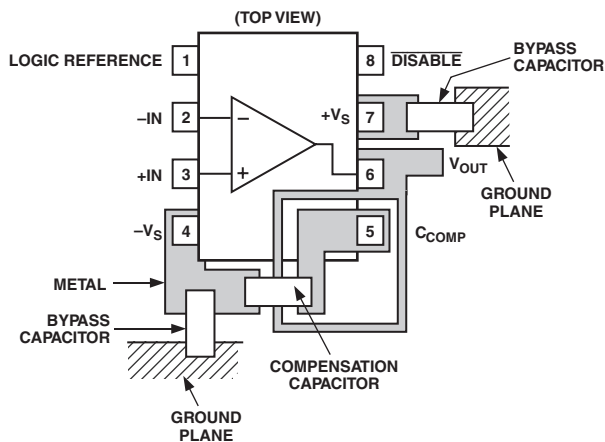 (TOP VIEW)
LOGIC REFERENCE
1
8
DISABLE
BYPASS
CAPACITOR
–IN
2
–
+VS
7
+IN
3
+
6
VOUT
GROUND
PLANE
–VS
4
5
CCOMP
METAL
BYPASS
CAPACITOR
COMPENSATION
CAPACITOR
GROUND
PLANE